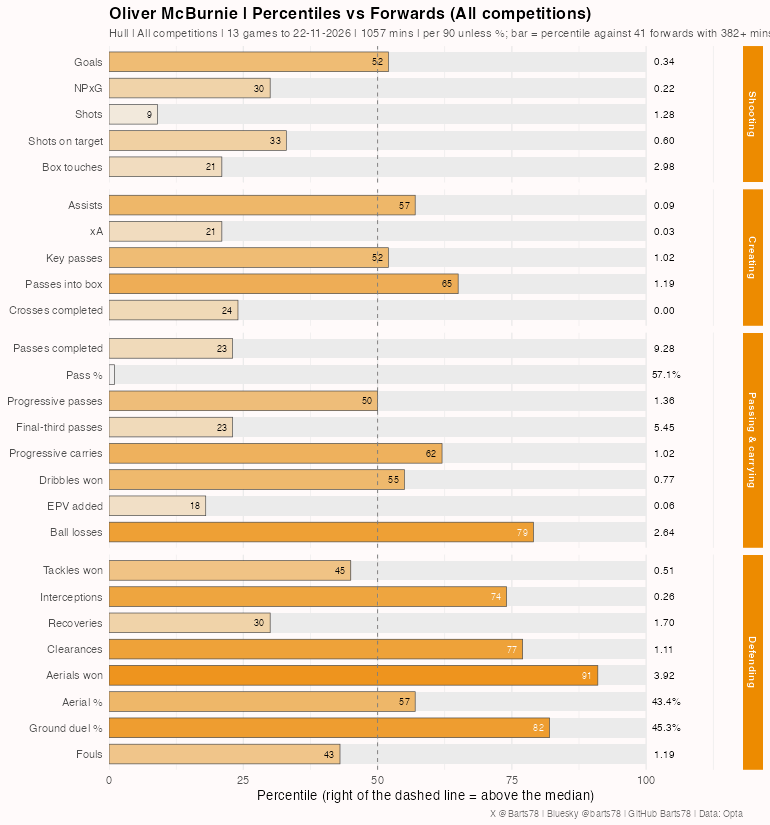 Oliver McBurnie | Percentiles vs Forwards (All competitions)
Hull | All competitions | 13 games to 22-11-2026 | 1057 mins | per 90 unless %; bar = percentile against 41 forwards with 382+ mins
Goals 52 0.34
NPxG 30 0.22
Shots 9 1.28
Shots on target 33 0.60
Box touches 21 2.98
Shooting
Assists 57 0.09
xA 21 0.03
Key passes 52 1.02
Passes into box 65 1.19
Crosses completed 24 0.00
Creating
Passes completed 23 9.28
Pass % 57.1%
Progressive passes 50 1.36
Final-third passes 23 5.45
Progressive carries 62 1.02
Dribbles won 55 0.77
EPV added 18 0.06
Ball losses 79 2.64
Passing & carrying
Tackles won 45 0.51
Interceptions 74 0.26
Recoveries 30 1.70
Clearances 77 1.11
Aerials won 91 3.92
Aerial % 57 43.4%
Ground duel % 82 45.3%
Fouls 43 1.19
Defending
0 25 50 75 100
Percentile (right of the dashed line = above the median)
X @Barts78 | Bluesky @barts78 | GitHub Barts78 | Data: Opta